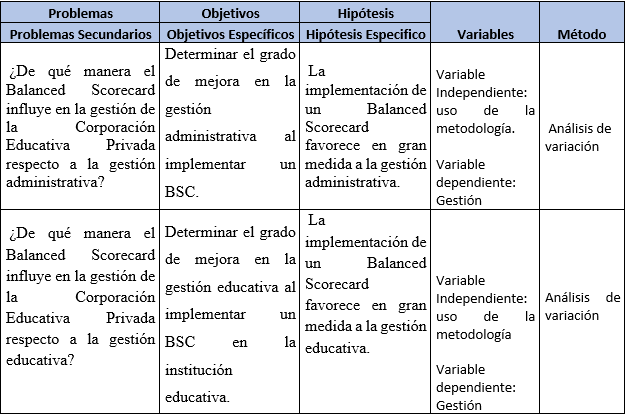 Problemas
Objetivos
Hipótesis
Problemas Secundarios
Objetivos Específicos
Hipótesis Especifico
Variables
Método
¿De qué manera el
Balanced Scorecard
influye en la gestión de
la Corporación
Educativa Privada
respecto a la gestión
administrativa?
Determinar el grado
de mejora en la
gestión
administrativa al
implementar un
BSC.
La
implementación de
un Balanced
Scorecard
favorece en gran
medida a la gestión
administrativa.
Variable
Independiente:
uso de la
metodología.
Variable
dependiente:
Gestión
Análisis de
variación
¿De qué manera el
Balanced Scorecard
influye en la gestión de
la Corporación
Educativa Privada
respecto a la gestión
educativa?
Determinar el grado
de mejora en la
gestión educativa al
implementar un
BSC en la
institución
educativa.
La
implementación de
un Balanced
Scorecard
favorece en gran
medida a la gestión
educativa.
Variable
Independiente:
uso de la
metodología
Variable
dependiente:
Gestión
Análisis de
variación